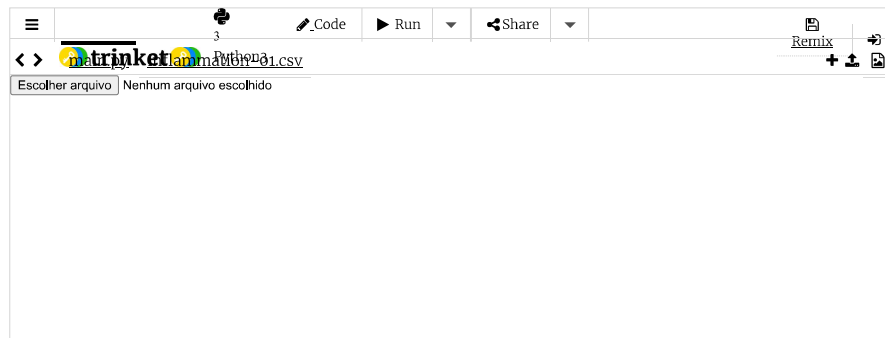 Code
Run
Share
3
Remix
trinket
Python3
main.py
inflammation-01.csv
Escolher arquivo
Nenhum arquivo escolhido